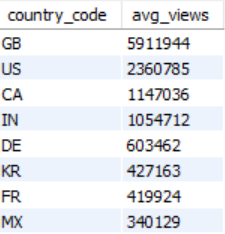 country_code avg_views
GB 5911944
US 2360785
CA 1147036
IN 1054712
DE 603462
KR 427163
FR 419924
MX 340129